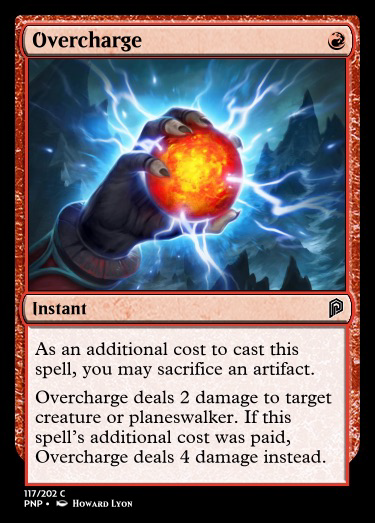 Overcharge
Instant
As an additional cost to cast this
spell, you may sacrifice an artifact.
Overcharge deals 2 damage to target
creature or planeswalker. If this
spell's additional cost was paid,
Overcharge deals 4 damage instead.
117/202 C
PNP • Howard Lyon